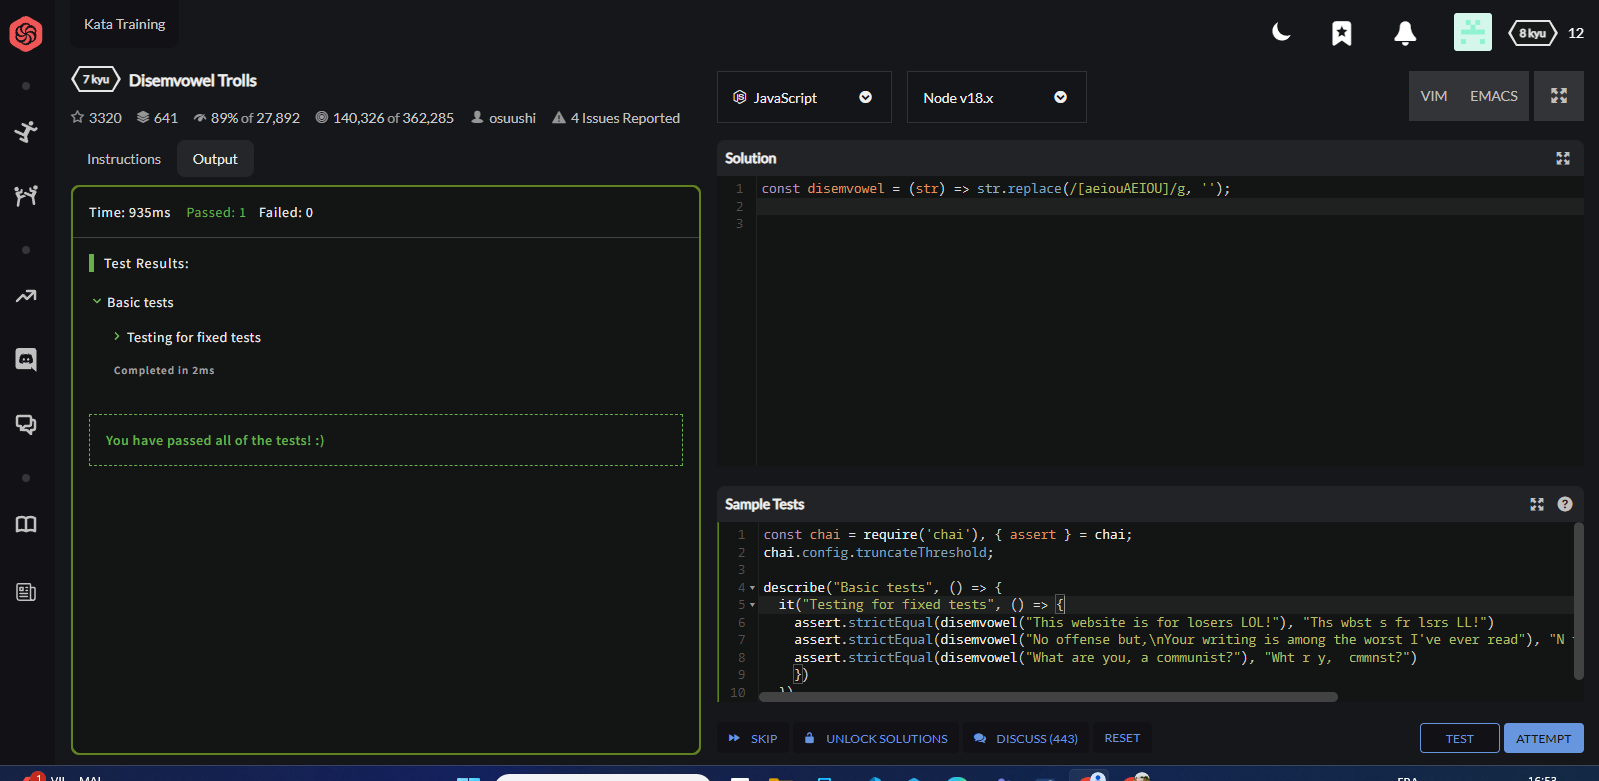 Kata Training
8 kyu 12
7 kyu Disemvowel Trolls
3320 641 89% of 27,892 140,326 of 362,285 osuushi 4 Issues Reported
Instructions Output
Time: 935ms Passed: 1 Failed: 0
Test Results:
Basic tests
Testing for fixed tests
Completed in 2ms
You have passed all of the tests! :)
JavaScript Node v18.x VIM EMACS
Solution
1 const disemvowel = (str) => str.replace(/[aeiouAEIOU]/g, '');
2
3
Sample Tests
1 const chai = require('chai'), { assert } = chai;
2 chai.config.truncateThreshold;
3
4 describe("Basic tests", () => {
5 it("Testing for fixed tests", () => {
6 assert.strictEqual(disemvowel("This website is for losers LOL!"), "Ths wbst s fr lsrs LL!")
7 assert.strictEqual(disemvowel("No offense but,\nYour writing is among the worst I've ever read"), "N
8 assert.strictEqual(disemvowel("What are you, a communist?"), "Wht r y,  cmmnst?")
9 })
10 })
SKIP UNLOCK SOLUTIONS DISCUSS (443) RESET TEST ATTEMPT
1